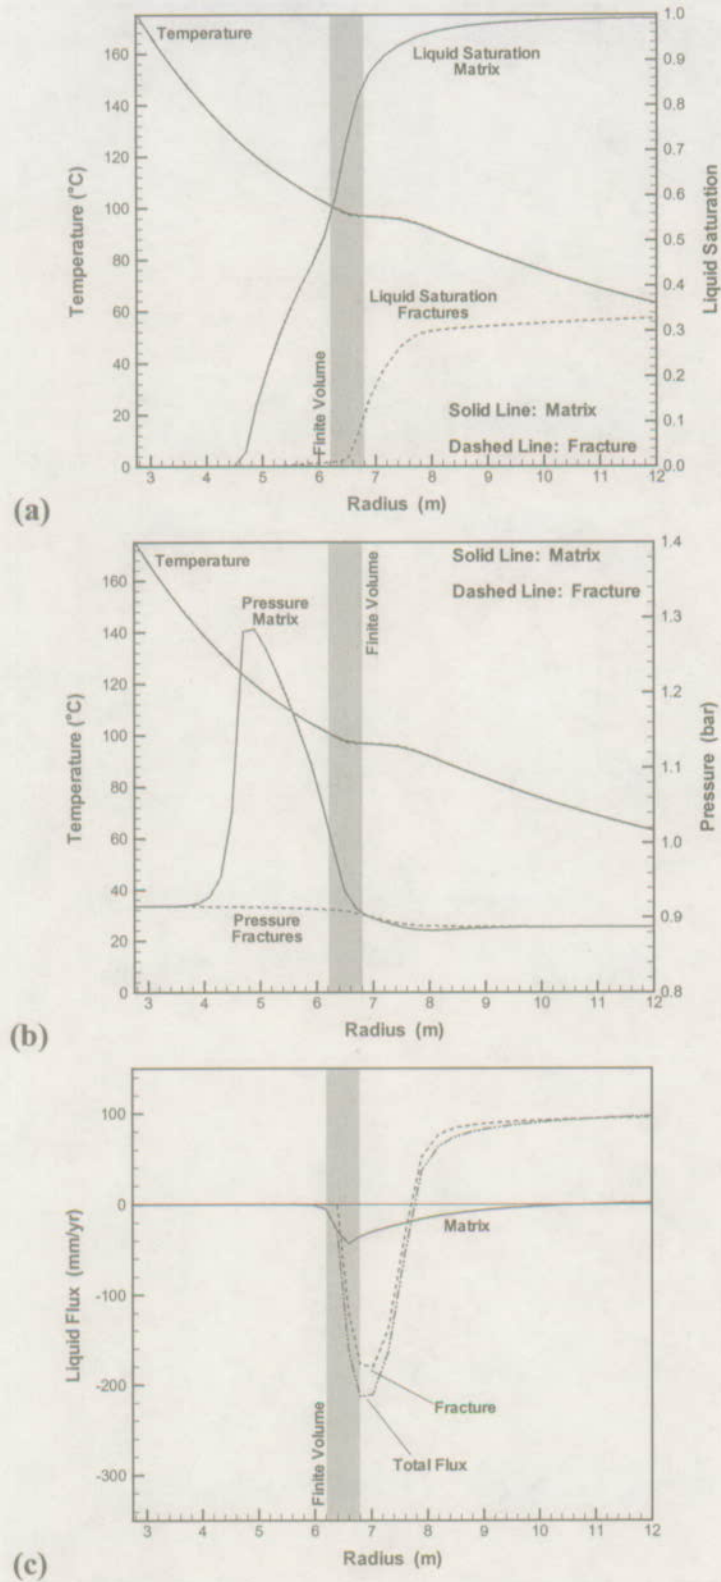 160
140
120
100
80
60
40
20
0
Temperature (°C)
Temperature
Liquid Saturation
Matrix
Liquid Saturation
Fractures
Finite Volume
Solid Line: Matrix
Dashed Line: Fracture
1.0
0.9
0.8
0.7
0.6
0.5
0.4
0.3
0.2
0.1
0.0
Liquid Saturation
3 4 5 6 7 8 9 10 11 12
Radius (m)
(a)
160
140
120
100
80
60
40
20
0
Temperature (°C)
Temperature
Pressure
Matrix
Finite Volume
Solid Line: Matrix
Dashed Line: Fracture
Pressure
Fractures
1.4
1.3
1.2
1.1
1.0
0.9
0.8
Pressure (bar)
3 4 5 6 7 8 9 10 11 12
Radius (m)
(b)
100
0
-100
-200
-300
Liquid Flux (mm/yr)
Matrix
Fracture
Total Flux
Finite Volume
3 4 5 6 7 8 9 10 11 12
Radius (m)
(c)